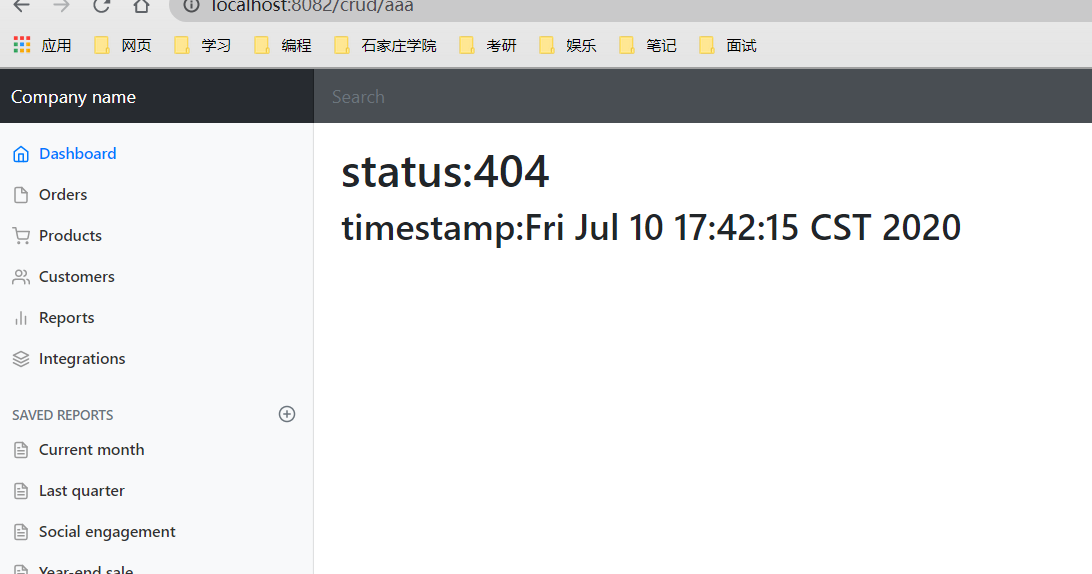 localhost:8082/crud/aaa
应用 网页 学习 编程 石家庄学院 考研 娱乐 笔记 面试
Company name Search
Dashboard
Orders
Products
Customers
Reports
Integrations
SAVED REPORTS
Current month
Last quarter
Social engagement
Year-end sale
status:404
timestamp:Fri Jul 10 17:42:15 CST 2020